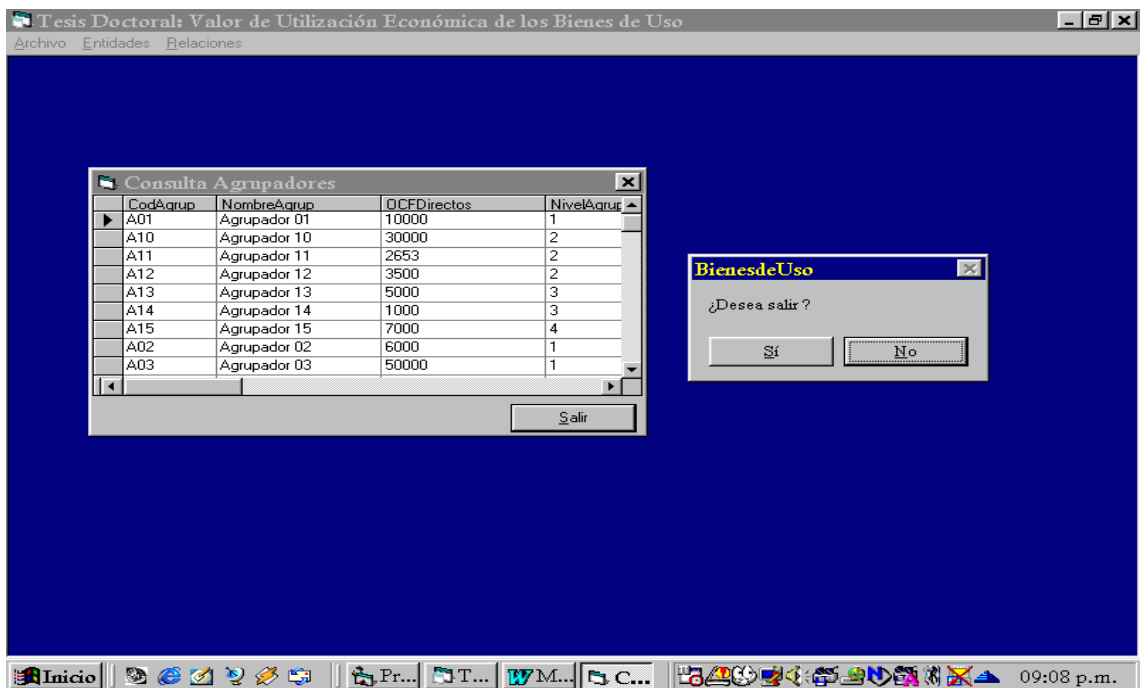 Tesis Doctoral: Valor de Utilización Económica de los Bienes de Uso
Archivo Entidades Relaciones
Consulta Agrupadores
CodAgrup NombreAgrup OCFDirectos NivelAgrup
A01 Agrupador 01 10000 1
A10 Agrupador 10 30000 2
A11 Agrupador 11 2653 2
A12 Agrupador 12 3500 2
A13 Agrupador 13 5000 3
A14 Agrupador 14 1000 3
A15 Agrupador 15 7000 4
A02 Agrupador 02 6000 1
A03 Agrupador 03 50000 1
Salir
BienesdeUso
¿Desea salir?
Sí No
Inicio Pr... T... M... C... 09:08 p.m.